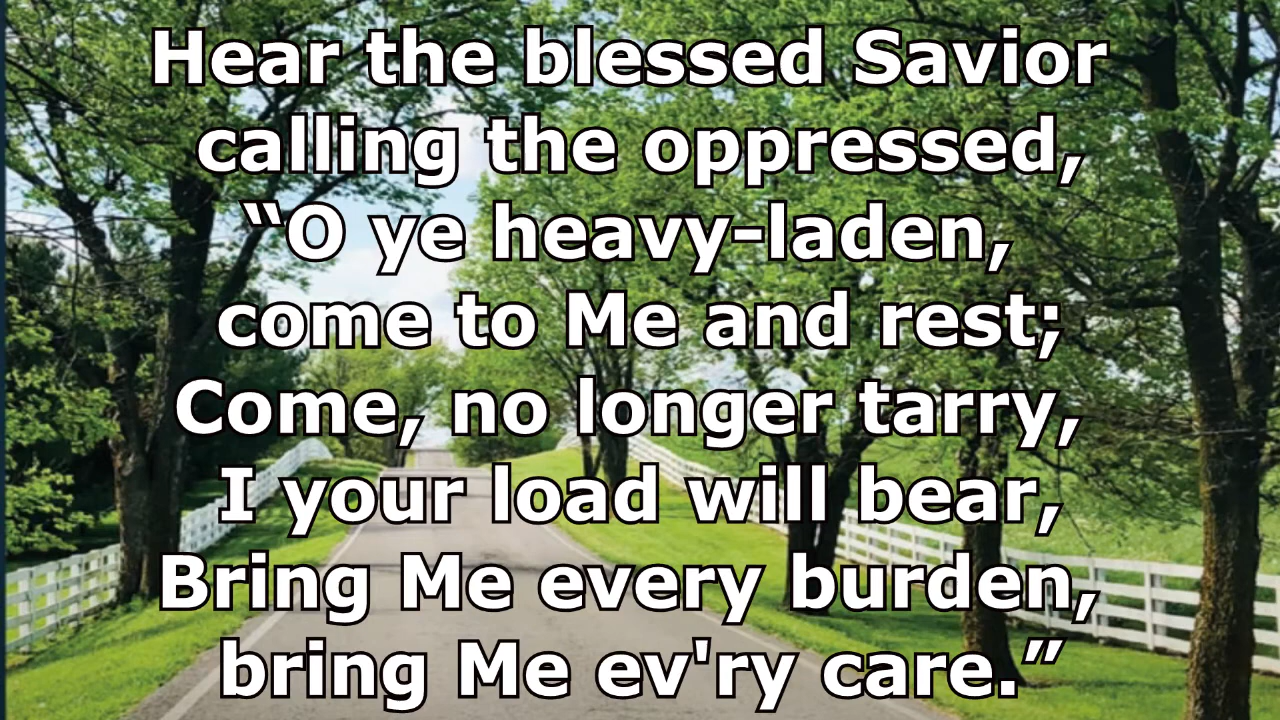 Hear the blessed Savior
calling the oppressed,
“O ye heavy-laden,
come to Me and rest;
Come, no longer tarry,
I your load will bear,
Bring Me every burden,
bring Me ev'ry care.”